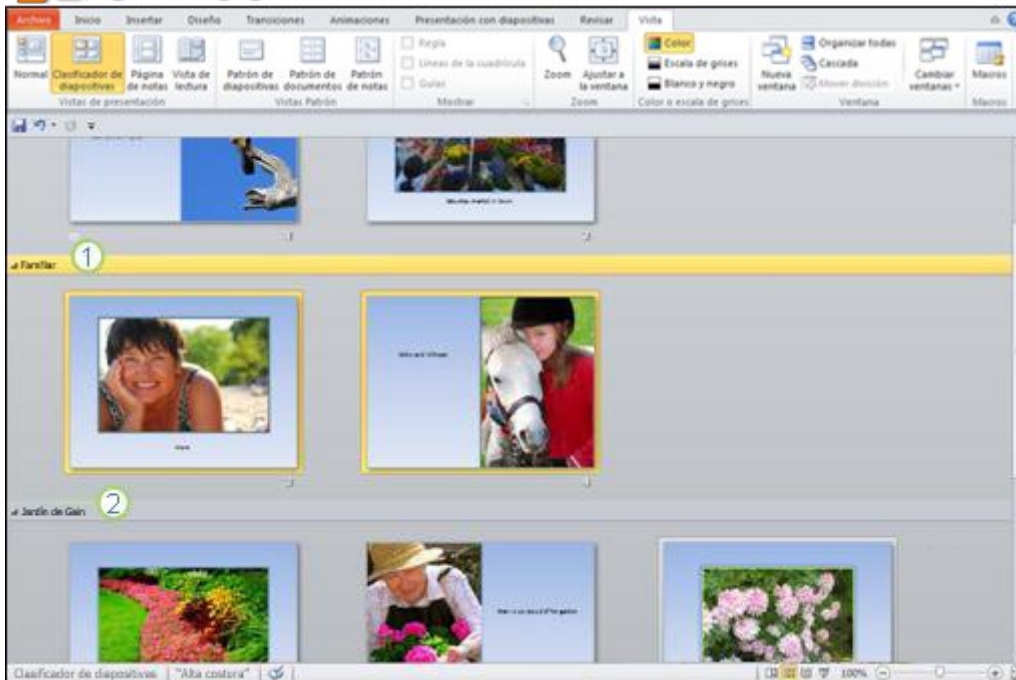 Archivo Inicio Insertar Diseño Transiciones Animaciones Presentación con diapositivas Revisar Vista
Normal Clasificador de diapositivas Página de notas Vista de lectura
Vistas de presentación
Patrón de diapositivas Patrón de documentos Patrón de notas
Vistas Patrón
Regla
Líneas de la cuadrícula
Guías
Mostrar
Zoom Ajustar a la ventana
Zoom
Color
Escala de grises
Blanco y negro
Color o escala de grises
Nueva ventana
Organizar todas
Cascada
Mover división
Cambiar ventanas
Ventana
Macros
Macros
1
Familiar
2
Jardín de Gain
Clasificador de diapositivas "Alta costura" 100%